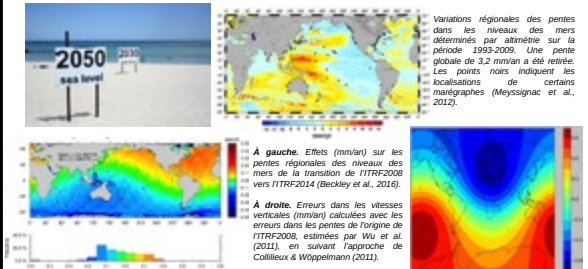 2050
sea level
2030
Variations régionales des pentes
dans les niveaux des mers
déterminés par altimétrie sur la
période 1993-2009. Une pente
globale de 3,2 mm/an a été retirée.
Les points noirs indiquent les
localisations de certains
marégraphes (Meyssignac et al.,
2012).
À gauche. Effets (mm/an) sur les
pentes régionales des niveaux des
mers de la transition de l'ITRF2008
vers l'ITRF2014 (Beckley et al., 2016).
À droite. Erreurs dans les vitesses
verticales (mm/an) calculées avec les
erreurs dans les pentes de l'origine de
l'ITRF2008, estimées par Wu et al.
(2011), en suivant l'approche de
Collilieux & Wöppelmann (2011).